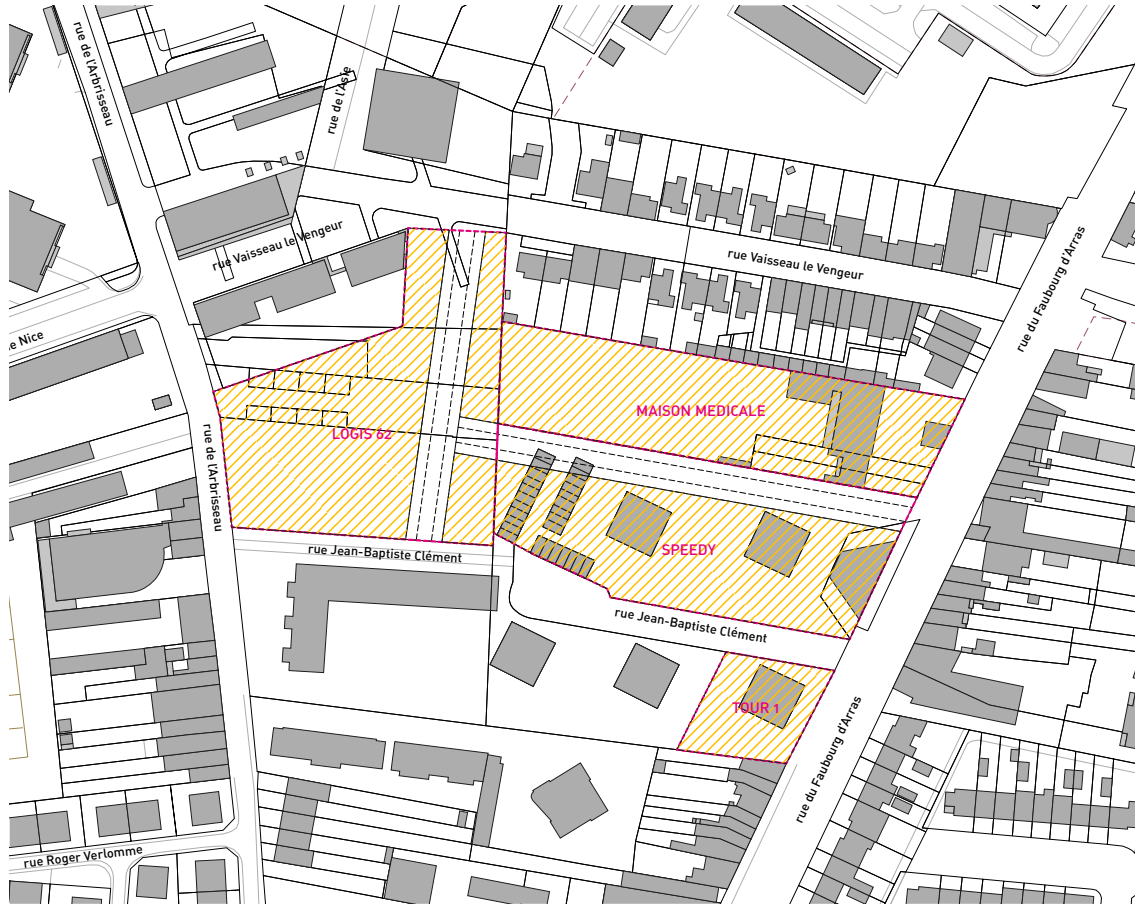 rue de l'Arbrisseau
rue de l'Asie
rue Vaisseau le Vengeur
rue Vaisseau le Vengeur
rue du Faubourg d'Arras
e Nice
MAISON MEDICALE
LOGIS 62
rue de l'Arbrisseau
rue Jean-Baptiste Clément
SPEEDY
rue Jean-Baptiste Clément
TOUR 1
rue du Faubourg d'Arras
rue Roger Verlomme